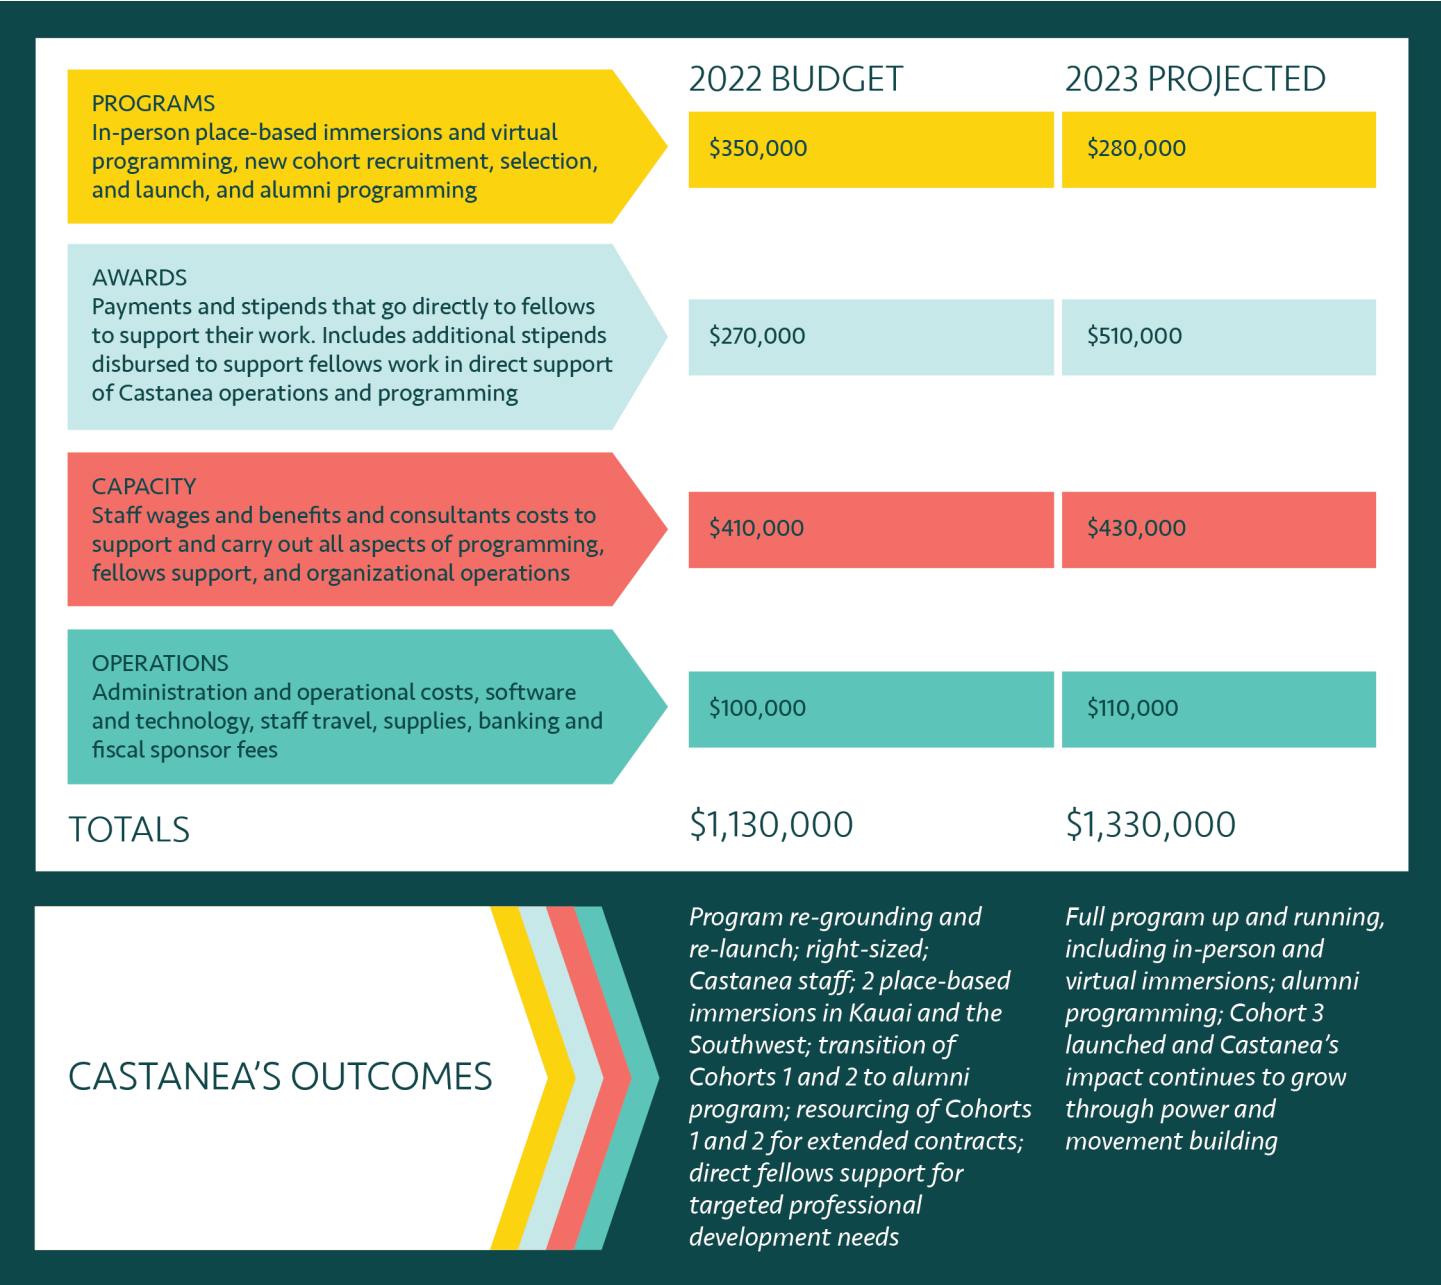 2022 BUDGET
2023 PROJECTED
PROGRAMS
In-person place-based immersions and virtual
programming, new cohort recruitment, selection,
and launch, and alumni programming
$350,000
$280,000
AWARDS
Payments and stipends that go directly to fellows
to support their work. Includes additional stipends
disbursed to support fellows work in direct support
of Castanea operations and programming
$270,000
$510,000
CAPACITY
Staff wages and benefits and consultants costs to
support and carry out all aspects of programming,
fellows support, and organizational operations
$410,000
$430,000
OPERATIONS
Administration and operational costs, software
and technology, staff travel, supplies, banking and
fiscal sponsor fees
$100,000
$110,000
TOTALS
$1,130,000
$1,330,000
CASTANEA'S OUTCOMES
Program re-grounding and
re-launch; right-sized;
Castanea staff; 2 place-based
immersions in Kauai and the
Southwest; transition of
Cohorts 1 and 2 to alumni
program; resourcing of Cohorts
1 and 2 for extended contracts;
direct fellows support for
targeted professional
development needs
Full program up and running,
including in-person and
virtual immersions; alumni
programming; Cohort 3
launched and Castanea's
impact continues to grow
through power and
movement building